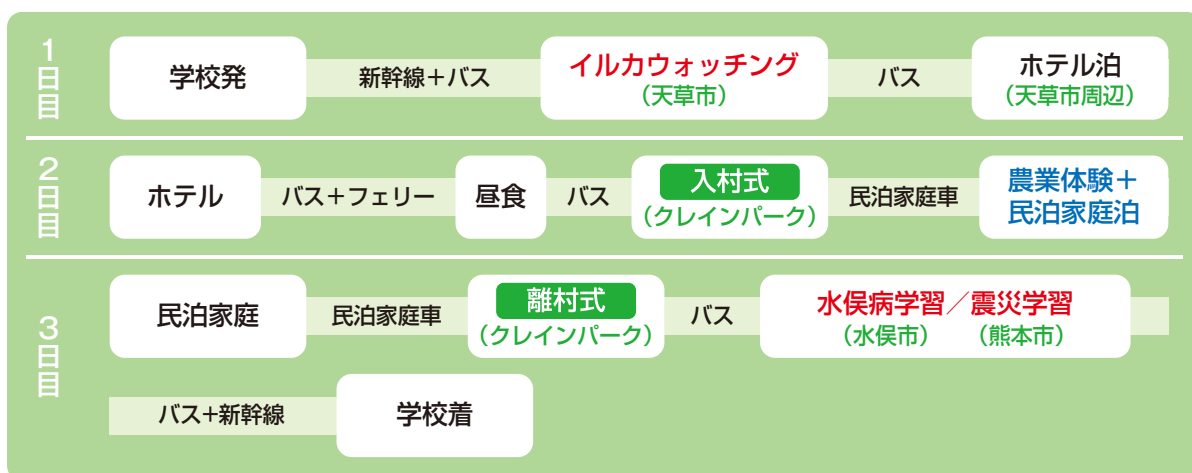 1日目
学校発
新幹線+バス
イルカウォッチング
(天草市)
バス
ホテル泊
(天草市周辺)
2日目
ホテル
バス+フェリー
昼食
バス
入村式
(クレインパーク)
民泊家庭車
農業体験+
民泊家庭泊
3日目
民泊家庭
民泊家庭車
離村式
(クレインパーク)
バス
水俣病学習/震災学習
(水俣市) (熊本市)
バス+新幹線
学校着